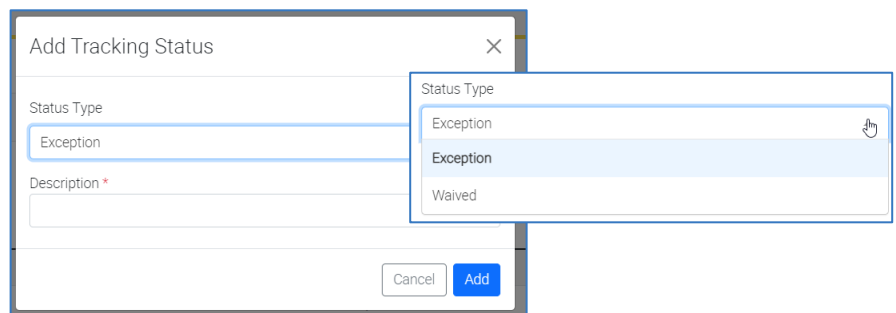 Add Tracking Status
Status Type
Exception
Description *
Cancel
Add
Status Type
Exception
Exception
Waived